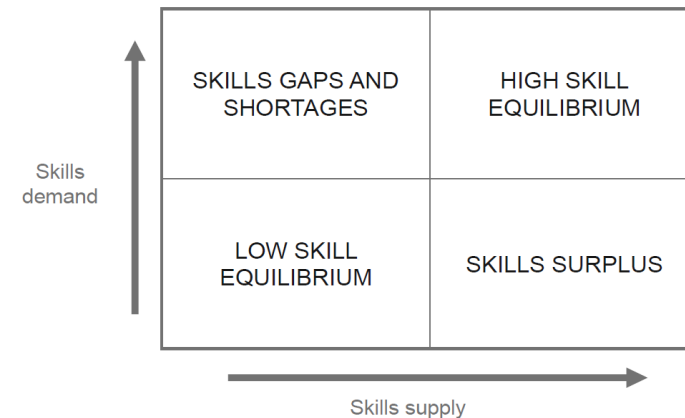 SKILLS GAPS AND
SHORTAGES
HIGH SKILL
EQUILIBRIUM
Skills
demand
LOW SKILL
EQUILIBRIUM
SKILLS SURPLUS
Skills supply